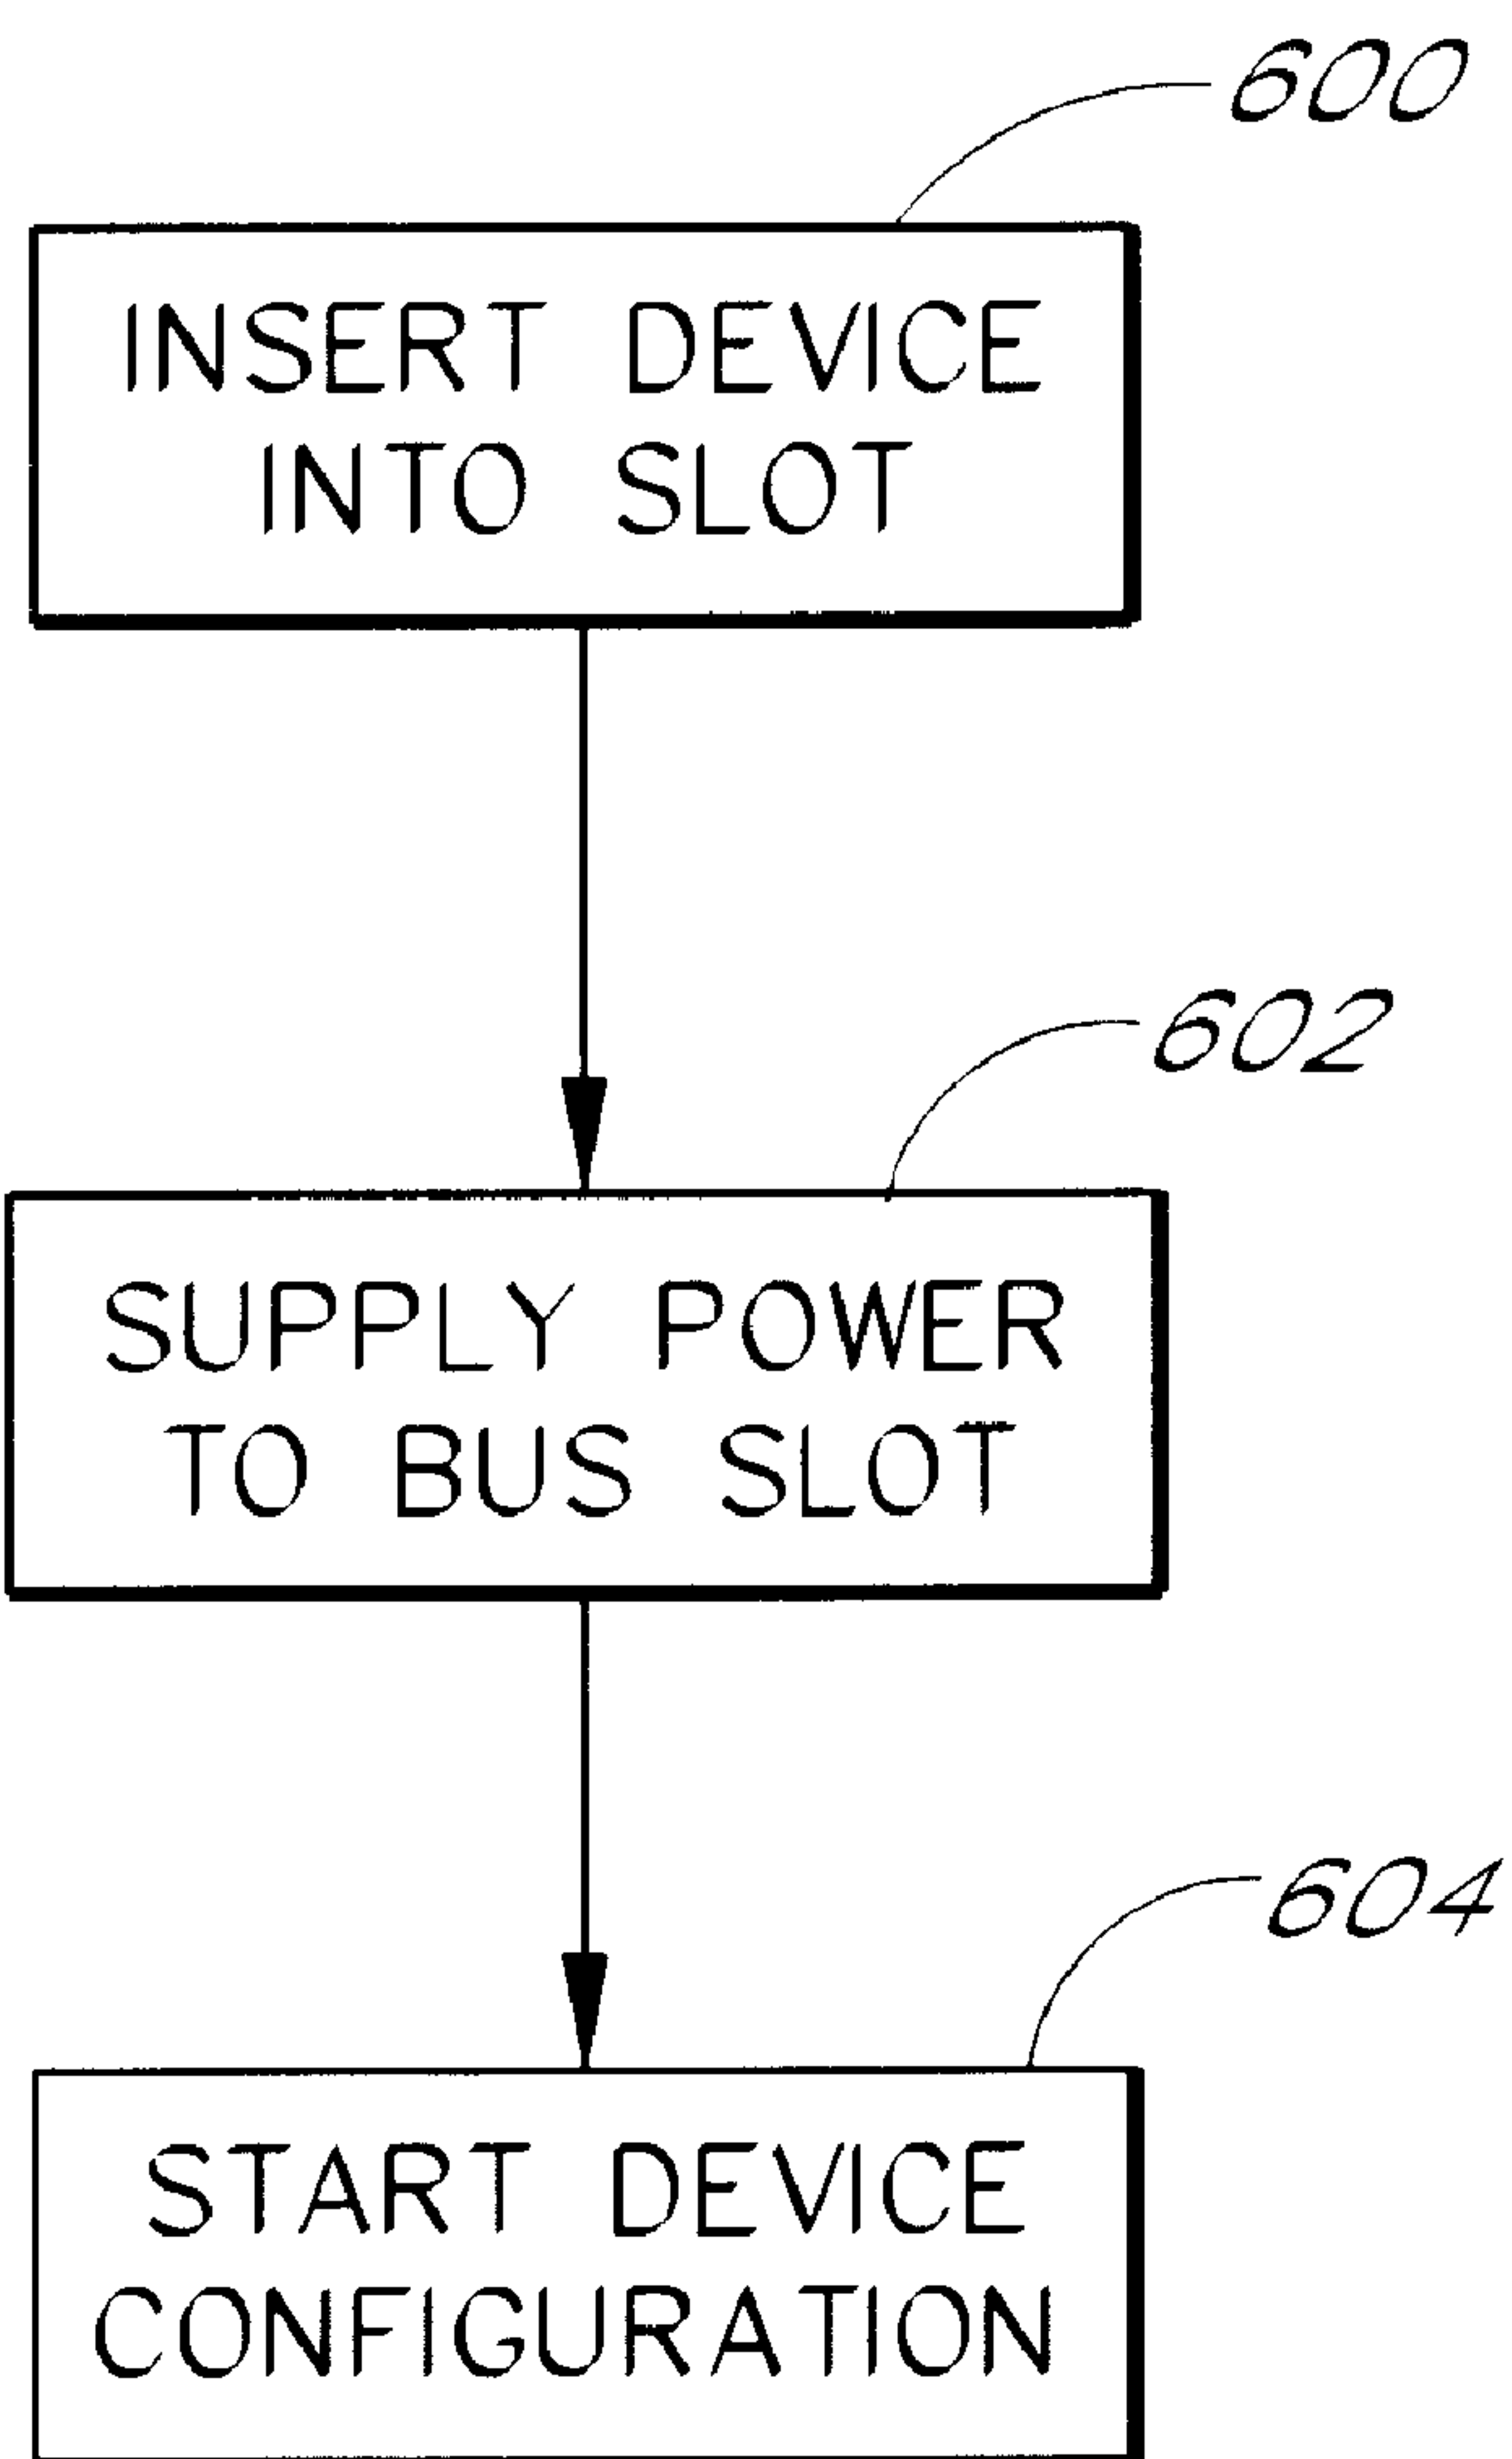 600
INSERT DEVICE
INTO SLOT
602
SUPPLY POWER
TO BUS SLOT
604
START DEVICE
CONFIGURATION